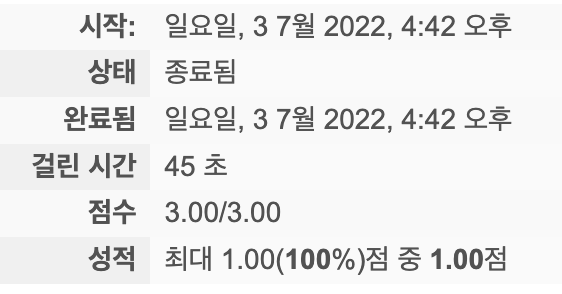 시작: 일요일, 3 7월 2022, 4:42 오후
상태 종료됨
완료됨 일요일, 3 7월 2022, 4:42 오후
걸린 시간 45 초
점수 3.00/3.00
성적 최대 1.00(100%)점 중 1.00점